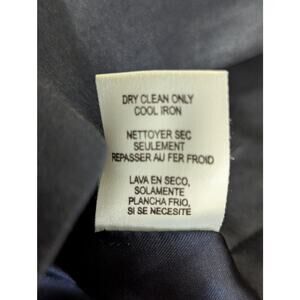 DRY CLEAN ONLY
COOL IRON
NETTOYER SEC
SEULEMENT
REPASSER AU FER FROID
LAVA EN SECO,
SOLAMENTE
PLANCHA FRIO,
SI SE NECESITÉ